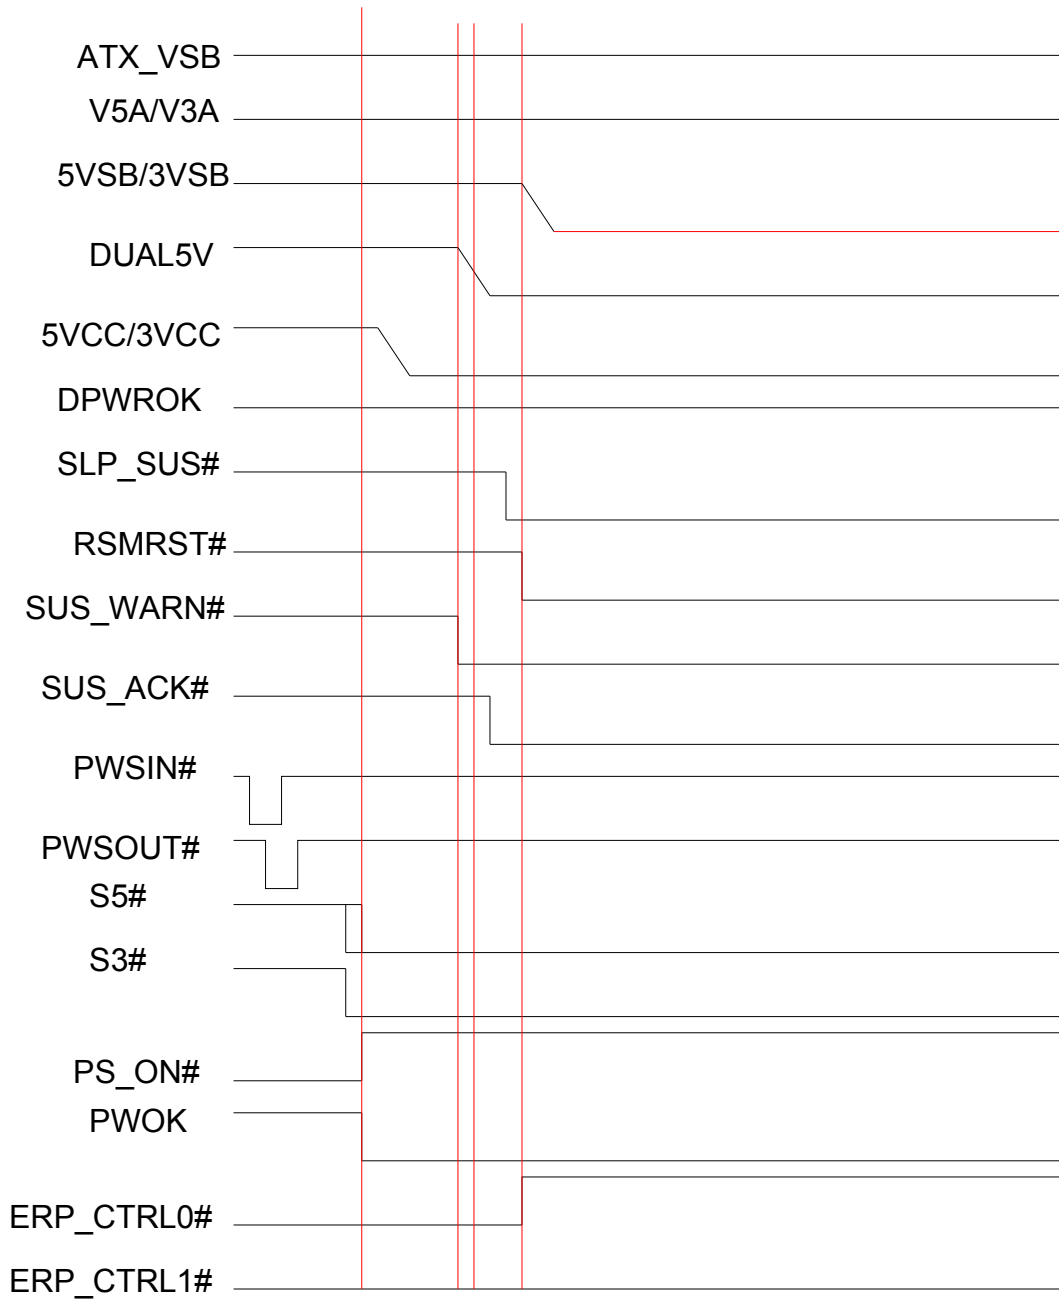 ATX_VSB
V5A/V3A
5VSB/3VSB
DUAL5V
5VCC/3VCC
DPWROK
SLP_SUS#
RSMRST#
SUS_WARN#
SUS_ACK#
PWSIN#
PWSOUT#
S5#
S3#
PS_ON#
PWOK
ERP_CTRL0#
ERP_CTRL1#